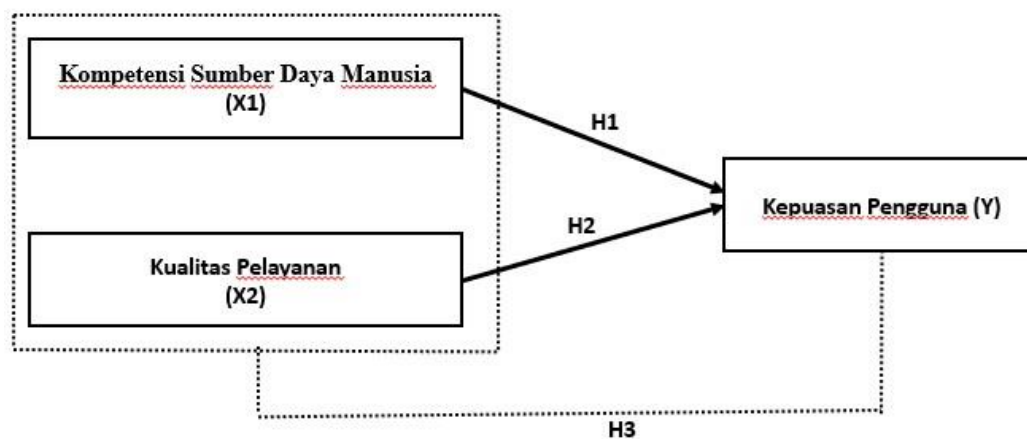 Kompetensi Sumber Daya Manusia
(X1)
H1
Kepuasan Pengguna (Y)
H2
Kualitas Pelayanan
(X2)
H3